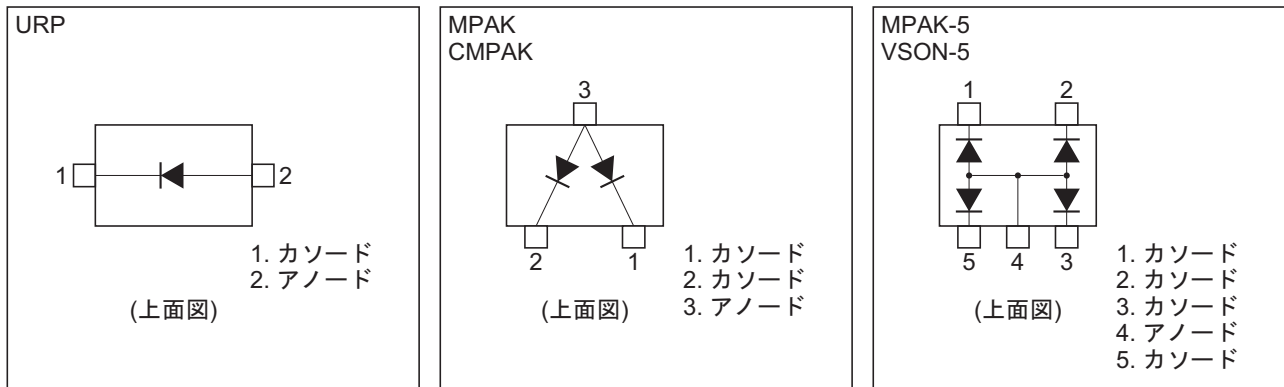 URP
1
2
1. カソード
2. アノード
(上面図)
MPAK
CMPAK
3
2
1
1. カソード
2. カソード
3. アノード
(上面図)
MPAK-5
VSON-5
1
2
5
4
3
1. カソード
2. カソード
3. カソード
4. アノード
5. カソード
(上面図)